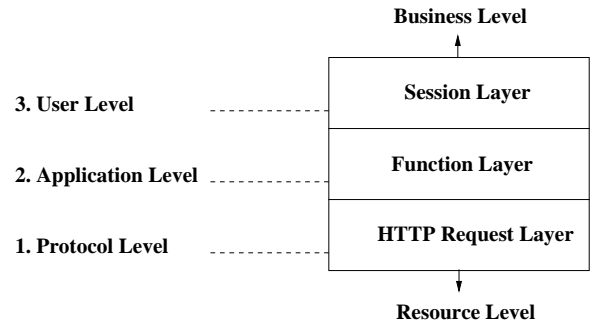 Business Level
Session Layer
3. User Level
Function Layer
2. Application Level
HTTP Request Layer
1. Protocol Level
Resource Level